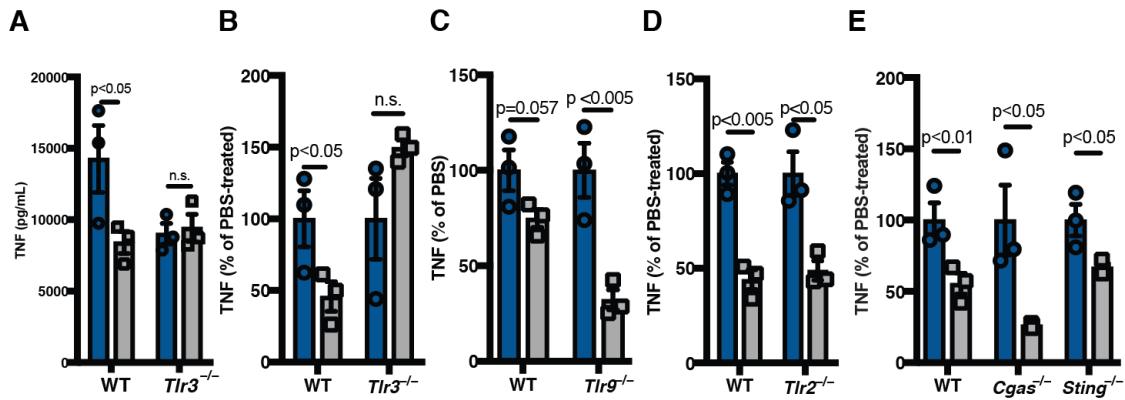 A
TNF (pg/mL)
20000
15000
10000
5000
0
p<0.05
n.s.
WT
Tlr3−/−
B
TNF (% of PBS-treated)
200
150
100
50
0
p<0.05
n.s.
WT
Tlr3−/−
C
TNF (% of PBS)
150
100
50
0
p=0.057
p <0.005
WT
Tlr9−/−
D
TNF (% of PBS-treated)
150
100
50
0
p<0.005
p<0.05
WT
Tlr2−/−
E
TNF (% of PBS-treated)
200
150
100
50
0
p<0.01
p<0.05
p<0.05
WT
Cgas−/−
Sting−/−